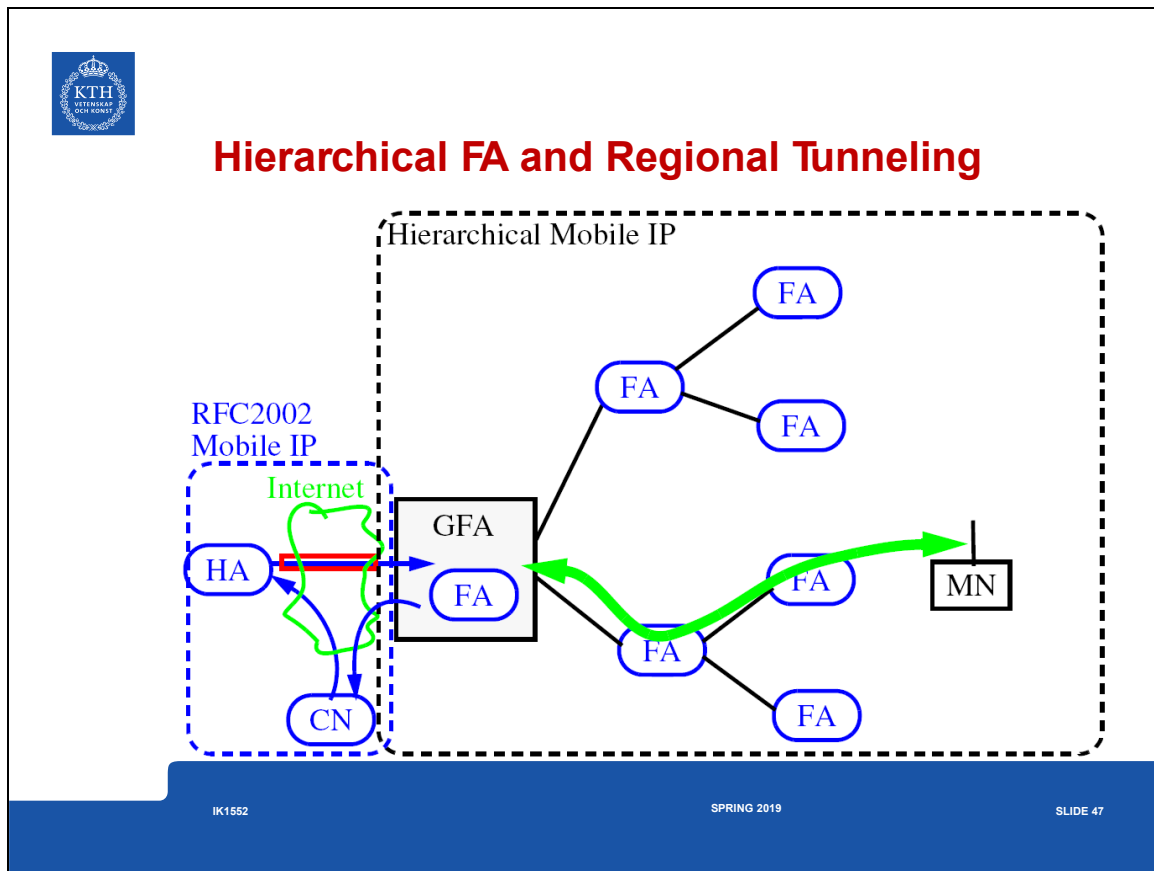 KTH
VETENSKAP
OCH KONST
Hierarchical FA and Regional Tunneling
Hierarchical Mobile IP
FA
FA
FA
RFC2002
Mobile IP
Internet
GFA
HA
FA
FA
MN
FA
CN
FA
IK1552
SPRING 2019
SLIDE 47